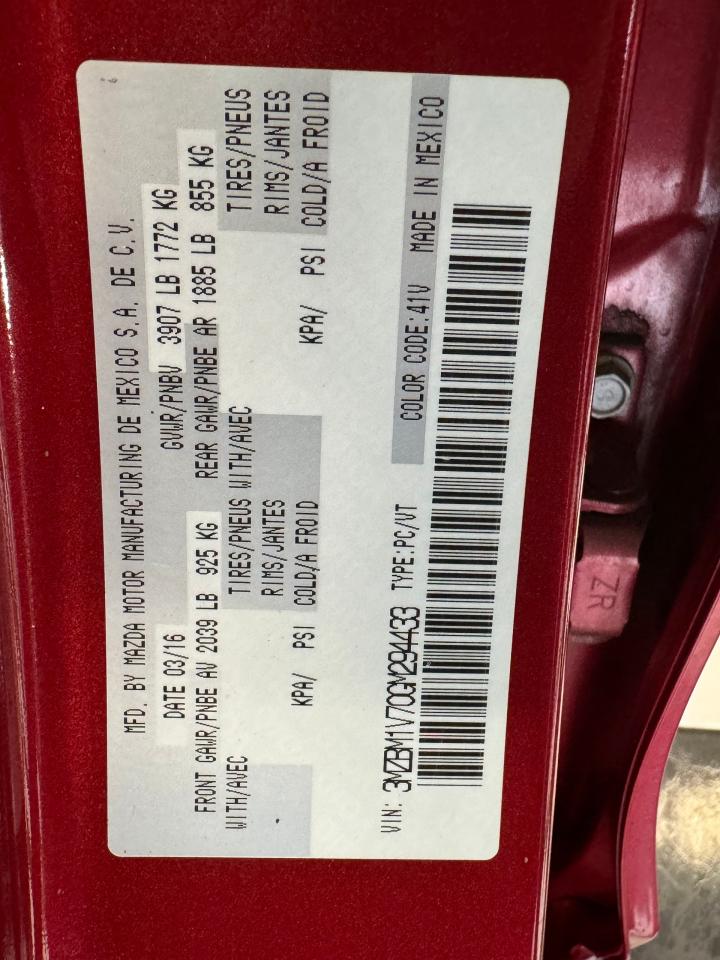 MFD. BY MAZDA MOTOR MANUFACTURING DE MEXICO S.A. DE C.V.
DATE 03/16 GVWR/PNBV 3907 LB 1772 KG
FRONT GAWR/PNBE AV 2039 LB 925 KG REAR GAWR/PNBE AR 1885 LB 855 KG
WITH/AVEC TIRES/PNEUS WITH/AVEC TIRES/PNEUS
RIMS/JANTES RIMS/JANTES
KPA/ PSI COLD/A FROID KPA/ PSI COLD/A FROID
VIN: 3MZBM1V70GM294433 TYPE:PC/VT COLOR CODE:41V MADE IN MEXICO
ZR